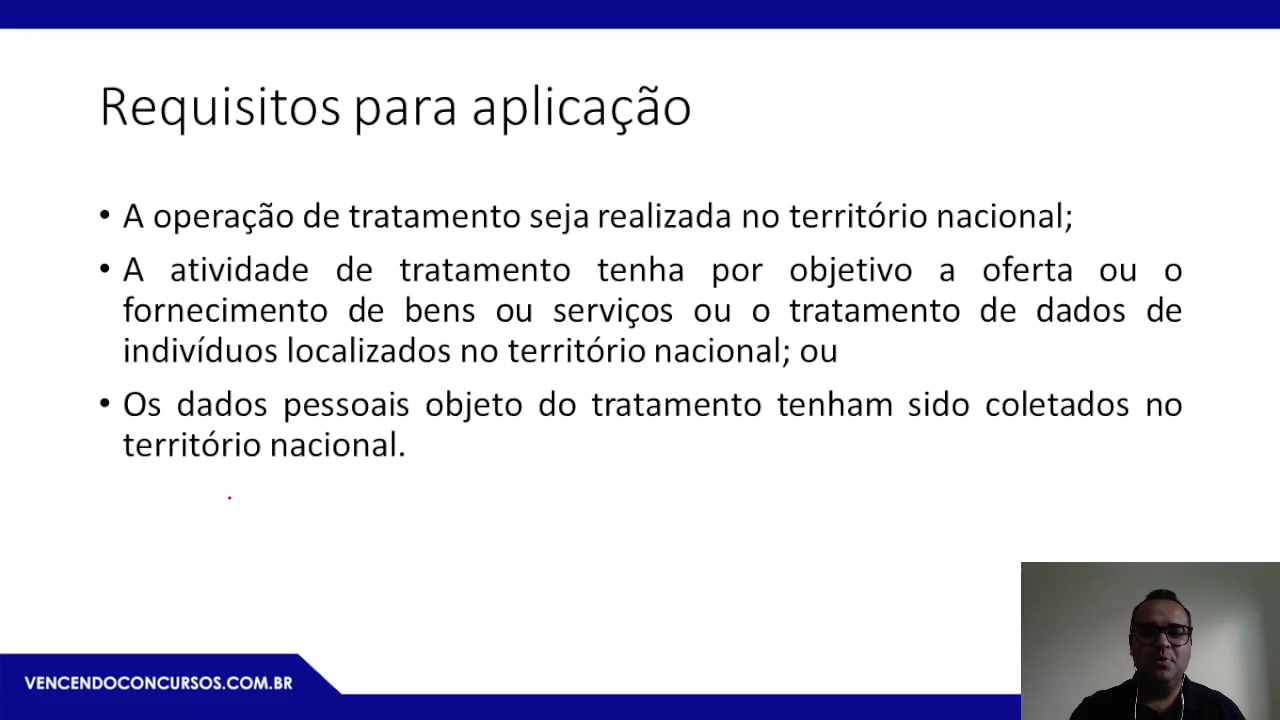 Requisitos para aplicação
• A operação de tratamento seja realizada no território nacional;
• A atividade de tratamento tenha por objetivo a oferta ou o
fornecimento de bens ou serviços ou o tratamento de dados de
indivíduos localizados no território nacional; ou
• Os dados pessoais objeto do tratamento tenham sido coletados no
território nacional.
VENCENDOCONCURSOS.COM.BR